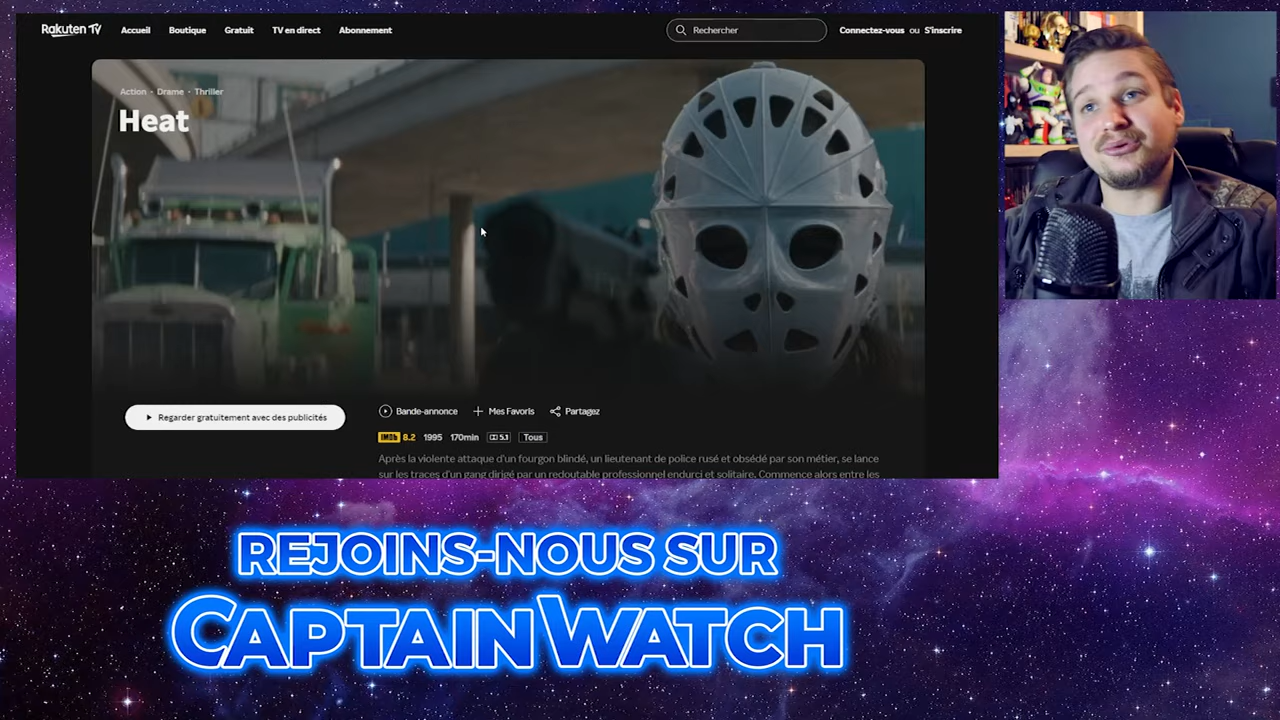 Rakuten TV Accueil Boutique Gratuit TV en direct Abonnement Rechercher Connectez-vous ou S'inscrire
Action · Drame · Thriller
Heat
Regarder gratuitement avec des publicités
Bande-annonce Mes Favoris Partagez
IMDb 8.2 1995 170min 5.1 Tous
Après la violente attaque d'un fourgon blindé, un lieutenant de police rusé et obsédé par son métier, se lance
sur les traces d'un gang dirigé par un redoutable professionnel endurci et solitaire. Commence alors entre les
REJOINS-NOUS SUR
CAPTAINWATCH